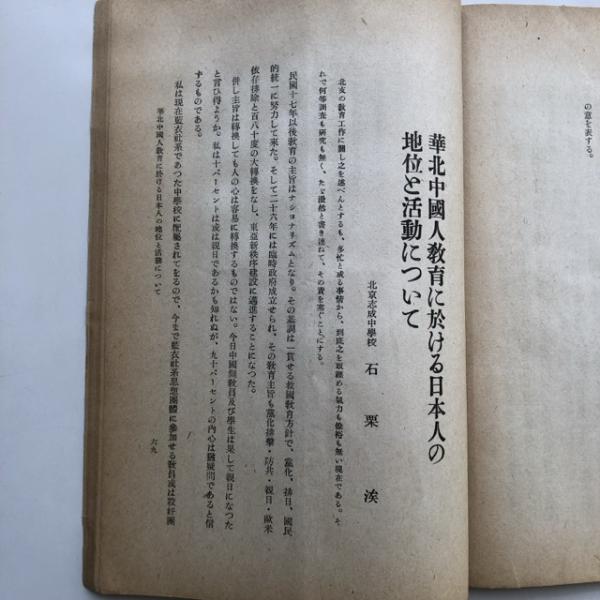 の意を表する。
華北中國人教育に於ける日本人の
地位と活動について
北京志成中學校　石栗　
北支の教育工作に關し之を述べんとするも、多忙と或る事情から、到底之を取纒める氣力も餘裕も無い現在である。そ
れで何等調査も研究も無く、たゞ漫然と書き連ねて、その責を塞ぐことにする。
民國十七年以後教育の主旨はナショナリズムとなり。その基調は一貫せる救國教育方針で、黨化、排日、國民
的統一に努力して來た。そして二十六年には臨時政府成立せられ、その教育主旨も黨化排擊・防共・親日・歐米
依存排除と百八十度の大轉換をなし、東亞新秩序建設に邁進することになつた。
併し主旨は轉換しても人の心は容易に轉換するものではない。今日中國側教員及び學生は果して親日になつた
と言ひ得ようか。私は十パーセントは或は親日であるかも知れぬが、九十パーセントの內心は難疑問であると信
するものである。
私は現在藍衣社系であつた中學校に配屬されてをるので、今まで藍衣社系思想團體に參加せる教員或は設奸團
華北中國人教育に於ける日本人の地位と活動について
六九